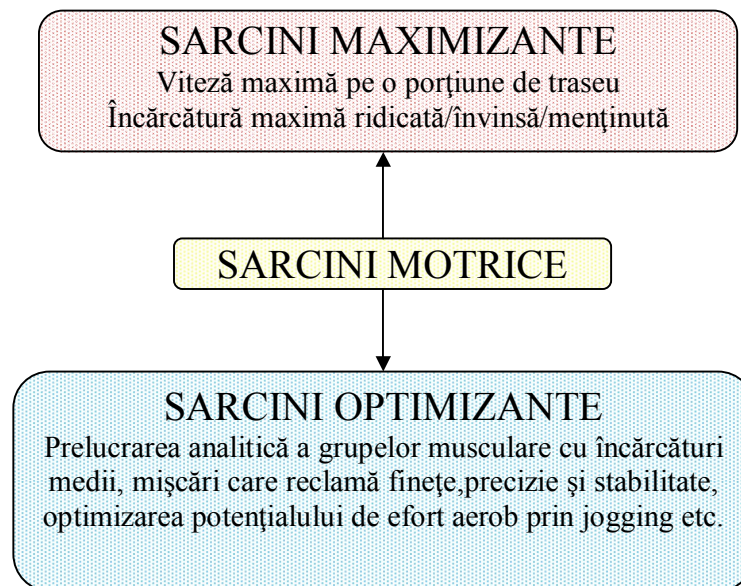 SARCINI MAXIMIZANTE
Viteză maximă pe o porţiune de traseu
Încărcătură maximă ridicată/învinsă/menţinută
SARCINI MOTRICE
SARCINI OPTIMIZANTE
Prelucrarea analitică a grupelor musculare cu încărcături
medii, mişcări care reclamă fineţe,precizie şi stabilitate,
optimizarea potenţialului de efort aerob prin jogging etc.